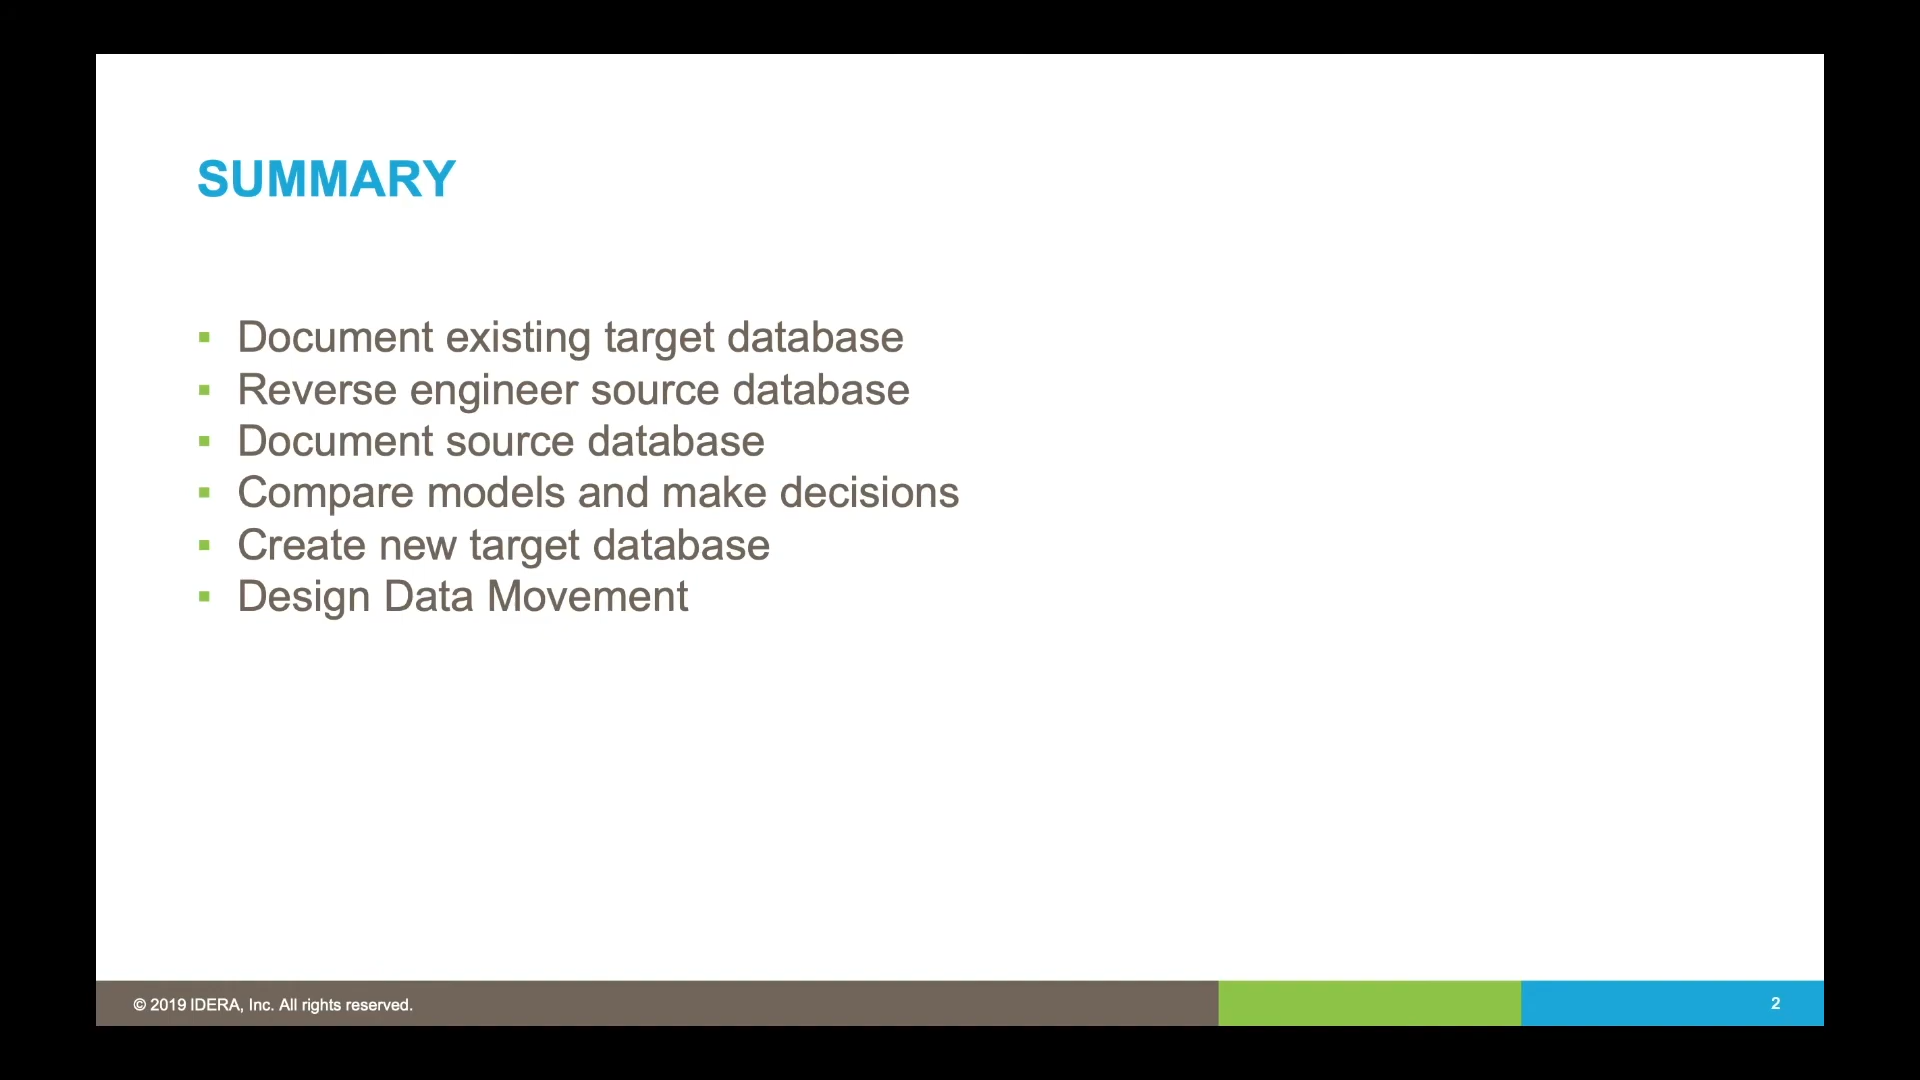 SUMMARY
▪ Document existing target database
▪ Reverse engineer source database
▪ Document source database
▪ Compare models and make decisions
▪ Create new target database
▪ Design Data Movement
© 2019 IDERA, Inc. All rights reserved.
2